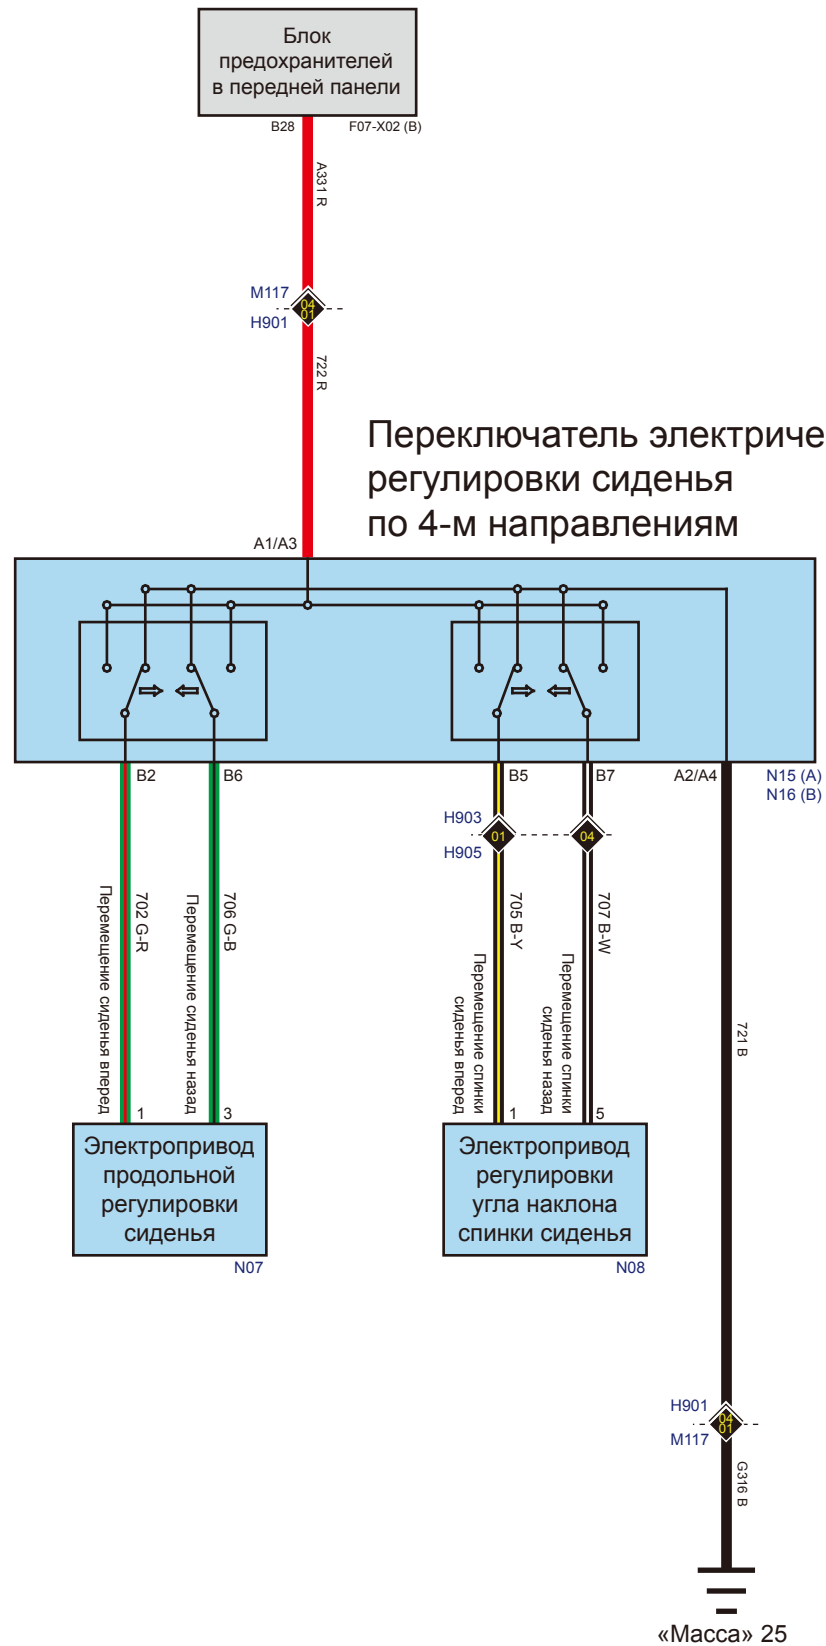 Блок
предохранителей
в передней панели
B28
F07-X02 (B)
A331 R
M117
04
01
H901
722 R
Переключатель электриче
регулировки сиденья
по 4-м направлениям
A1/A3
B2
B6
B5
B7
A2/A4
N15 (A)
N16 (B)
H903
01
04
H905
702 G-R
Перемещение сиденья вперед
706 G-B
Перемещение сиденья назад
705 B-Y
Перемещение спинки
сиденья вперед
707 B-W
Перемещение спинки
сиденья назад
721 B
1
3
1
5
Электропривод
продольной
регулировки
сиденья
N07
Электропривод
регулировки
угла наклона
спинки сиденья
N08
H901
04
01
M117
G316 B
«Масса» 25